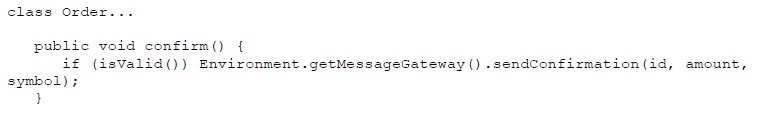 class Order...
public void confirm() {
if (isValid()) Environment.getMessageGateway().sendConfirmation(id, amount,
symbol);
}